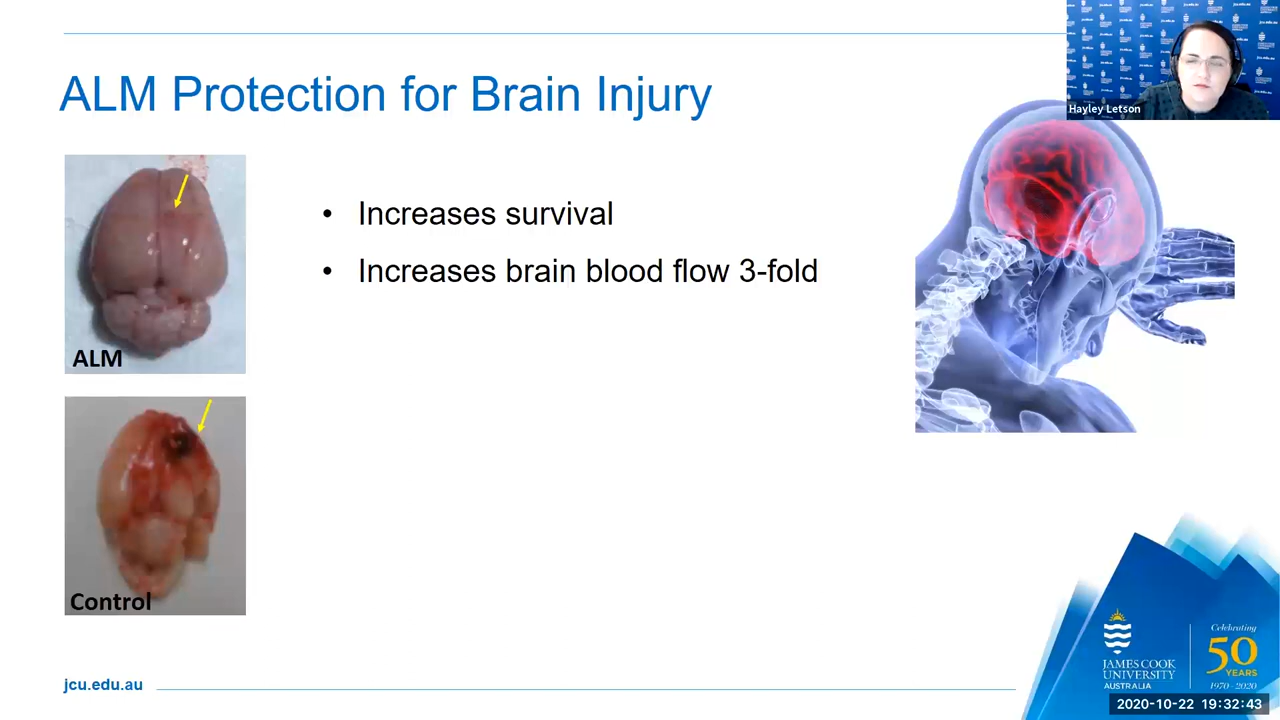 ALM Protection for Brain Injury
Hayley Letson
ALM
• Increases survival
• Increases brain blood flow 3-fold
Control
jcu.edu.au
JAMES COOK
UNIVERSITY
AUSTRALIA
Celebrating
50
YEARS
1970 - 2020
2020-10-22 19:32:43